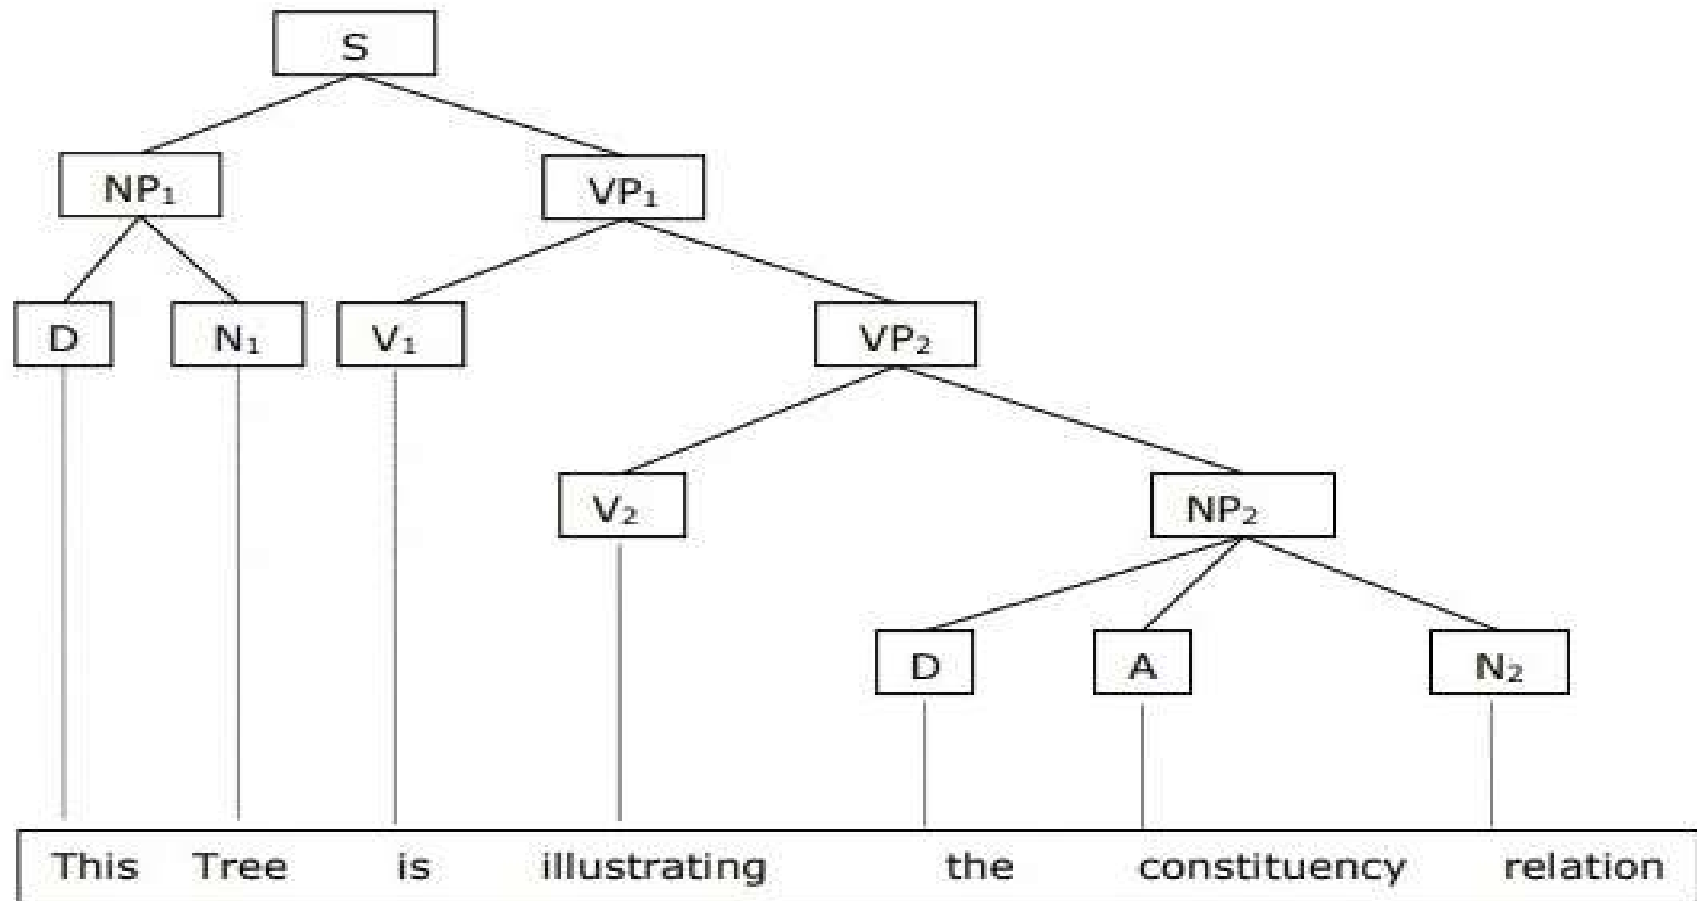 S
NP₁ VP₁
D N₁ V₁ VP₂
V₂ NP₂
D A N₂
This Tree is illustrating the constituency relation